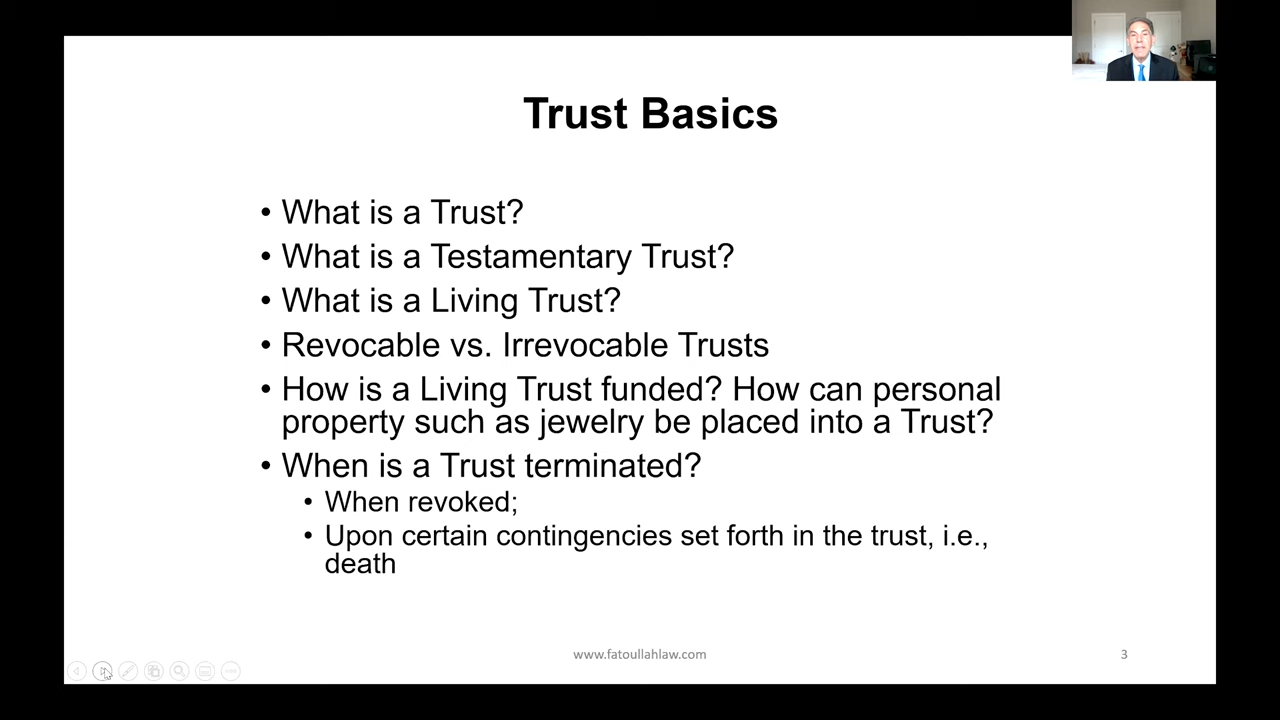 Trust Basics
• What is a Trust?
• What is a Testamentary Trust?
• What is a Living Trust?
• Revocable vs. Irrevocable Trusts
• How is a Living Trust funded? How can personal
property such as jewelry be placed into a Trust?
• When is a Trust terminated?
• When revoked;
• Upon certain contingencies set forth in the trust, i.e.,
death
www.fatoullahlaw.com
3